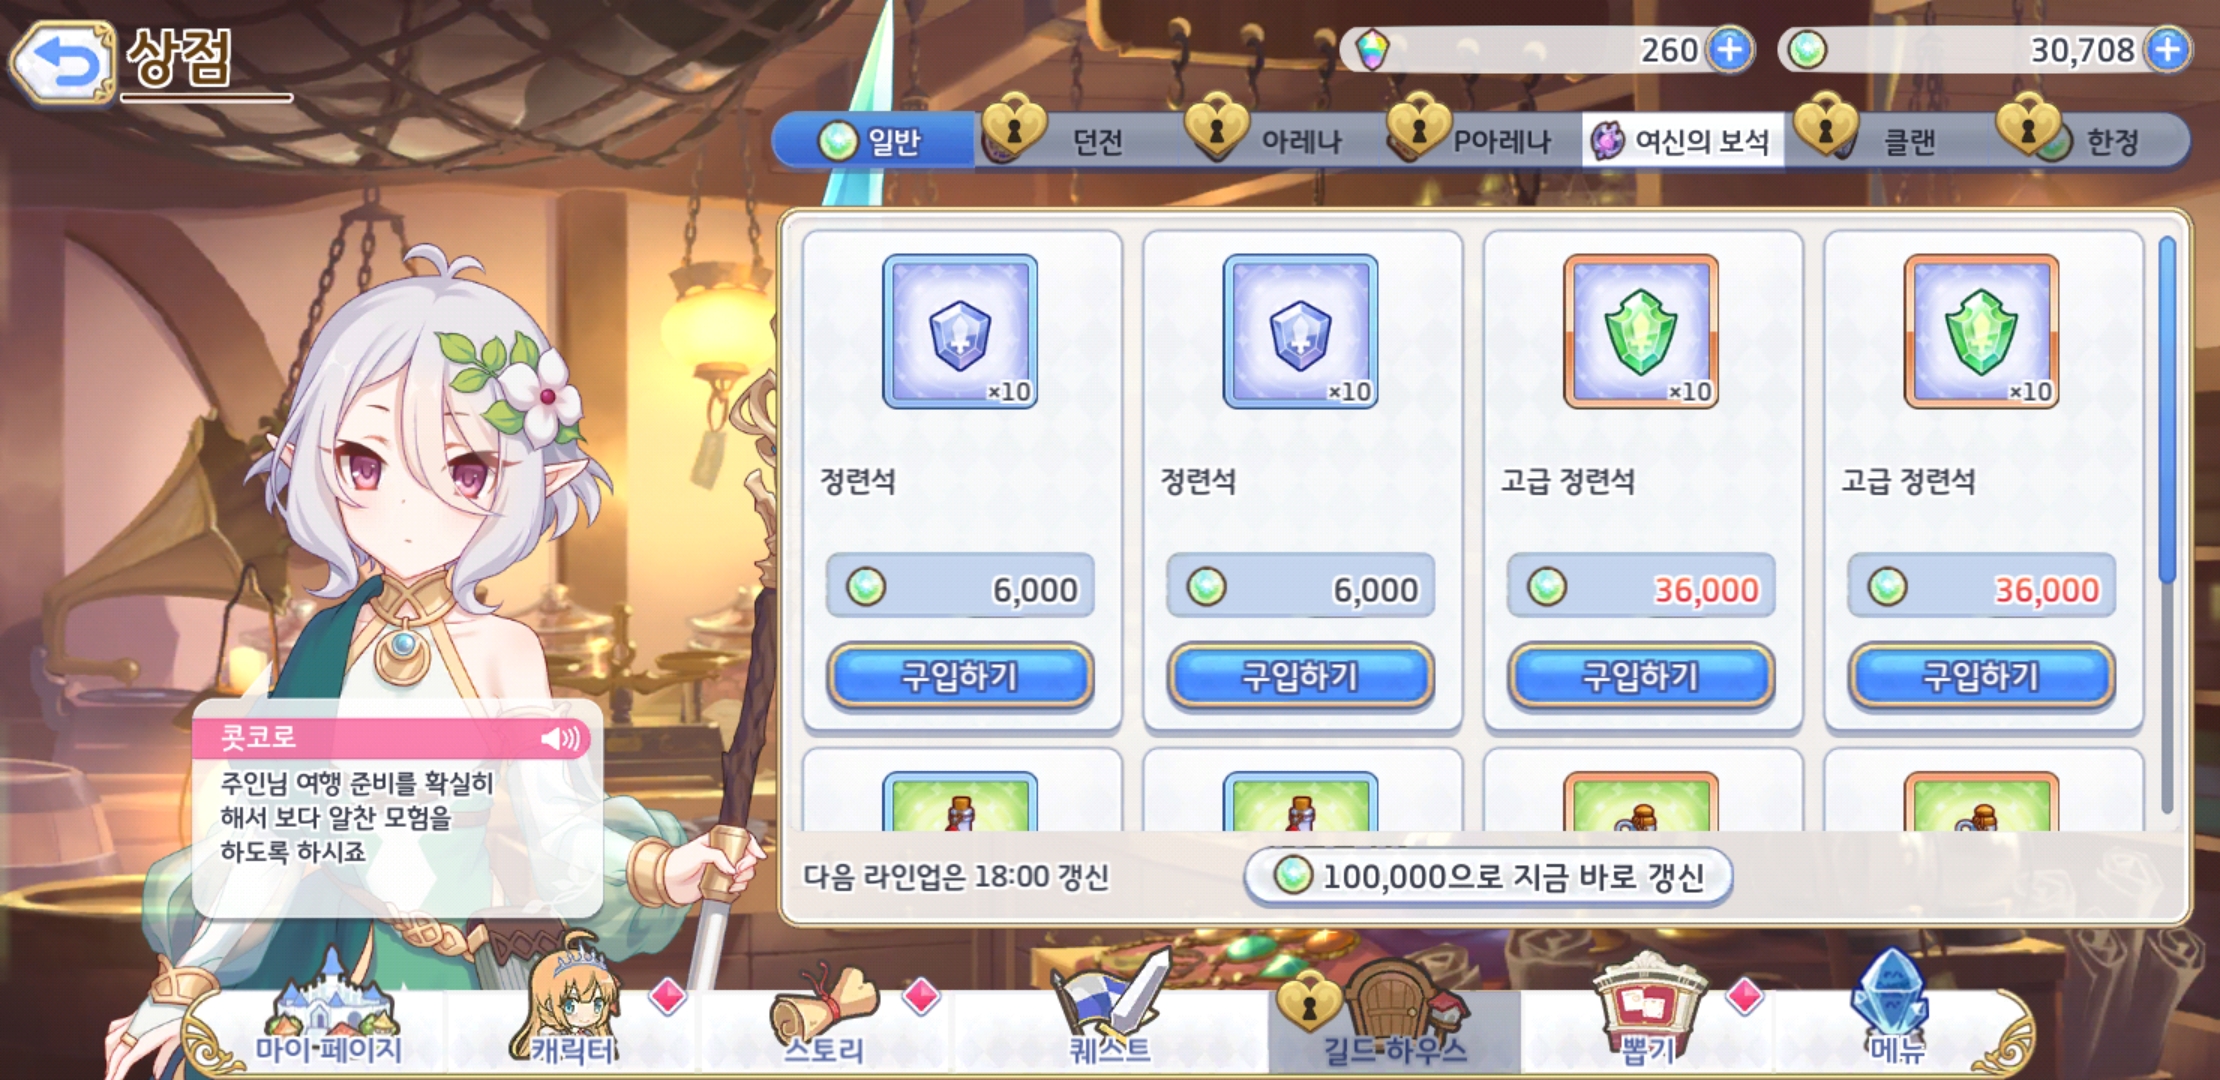 상점
260
30,708
일반
던전
아레나
P아레나
여신의 보석
클랜
한정
×10
×10
×10
×10
정련석
정련석
고급 정련석
고급 정련석
6,000
6,000
36,000
36,000
구입하기
구입하기
구입하기
구입하기
콧코로
주인님 여행 준비를 확실히
해서 보다 알찬 모험을
하도록 하시죠
다음 라인업은 18:00 갱신
100,000으로 지금 바로 갱신
마이 페이지
캐릭터
스토리
퀘스트
길드 하우스
뽑기
메뉴